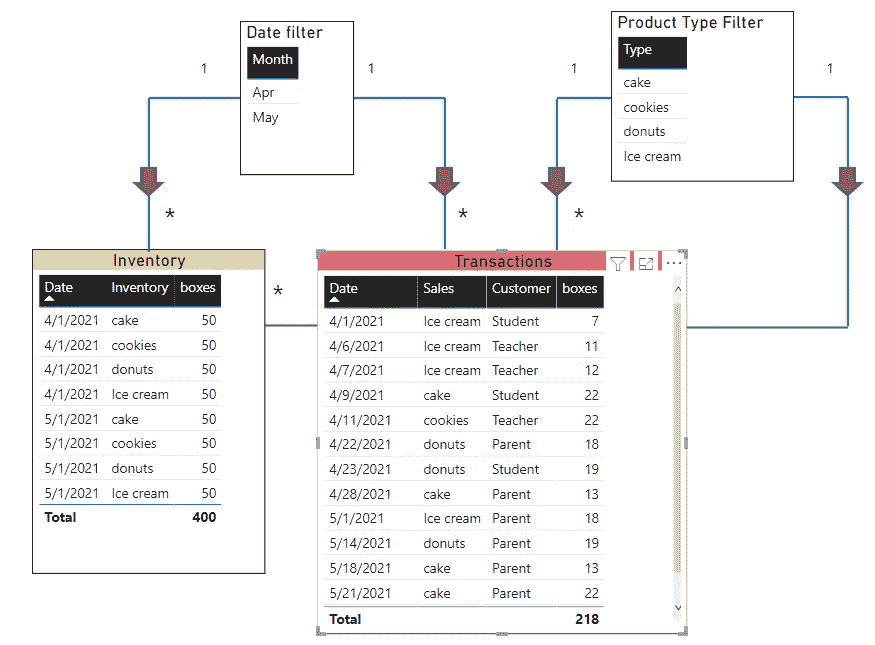 Date filter
Month
Apr
May
Product Type Filter
Type
cake
cookies
donuts
Ice cream
1
1
1
1
*
*
*
*
Inventory
Date Inventory boxes
4/1/2021 cake 50
4/1/2021 cookies 50
4/1/2021 donuts 50
4/1/2021 Ice cream 50
5/1/2021 cake 50
5/1/2021 cookies 50
5/1/2021 donuts 50
5/1/2021 Ice cream 50
Total 400
Transactions
Date Sales Customer boxes
4/1/2021 Ice cream Student 7
4/6/2021 Ice cream Teacher 11
4/7/2021 Ice cream Teacher 12
4/9/2021 cake Student 22
4/11/2021 cookies Teacher 22
4/22/2021 donuts Parent 18
4/23/2021 donuts Student 19
4/28/2021 cake Parent 13
5/1/2021 Ice cream Parent 18
5/14/2021 donuts Parent 19
5/18/2021 cake Parent 13
5/21/2021 cake Parent 22
Total 218